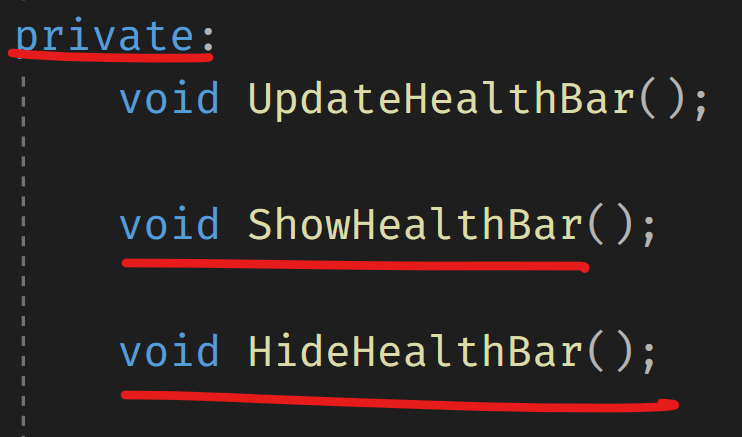 private:
void UpdateHealthBar();
void ShowHealthBar();
void HideHealthBar();